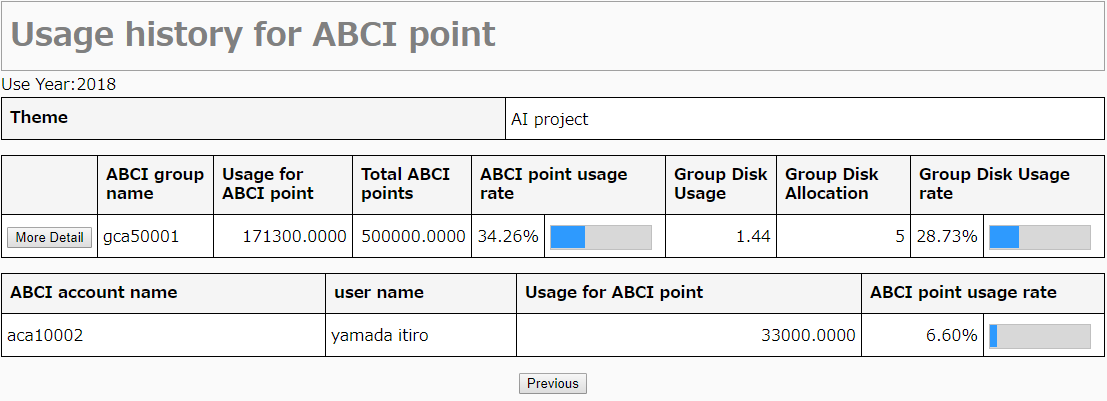 Usage history for ABCI point
Use Year:2018
Theme AI project
ABCI group name Usage for ABCI point Total ABCI points ABCI point usage rate Group Disk Usage Group Disk Allocation Group Disk Usage rate
More Detail gca50001 171300.0000 500000.0000 34.26% 1.44 5 28.73%
ABCI account name user name Usage for ABCI point ABCI point usage rate
aca10002 yamada itiro 33000.0000 6.60%
Previous